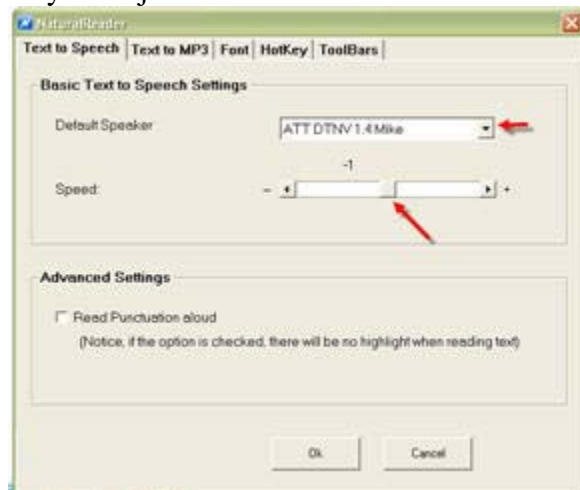 NaturalReader
Text to Speech Text to MP3 Font HotKey ToolBars
Basic Text to Speech Settings
Default Speaker ATT DTNV 1.4 Mike
-1
Speed: - +
Advanced Settings
Read Punctuation aloud
(Notice, if the option is checked, there will be no highlight when reading text)
Ok Cancel